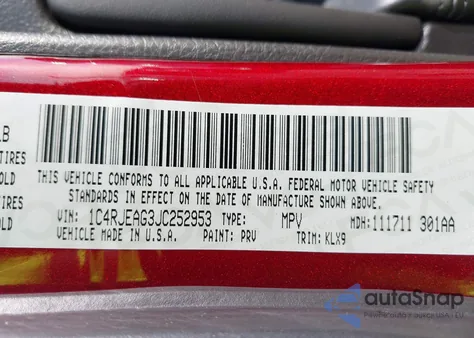 LB
TIRES
OLD
TIRES
OLD
THIS VEHICLE CONFORMS TO ALL APPLICABLE U.S.A. FEDERAL MOTOR VEHICLE SAFETY
STANDARDS IN EFFECT ON THE DATE OF MANUFACTURE SHOWN ABOVE.
VIN: 1C4RJEAG3JC252953 TYPE: MPV MDH: 111711 301AA
VEHICLE MADE IN U.S.A. PAINT: PRV TRIM: KLX9
autoSnap